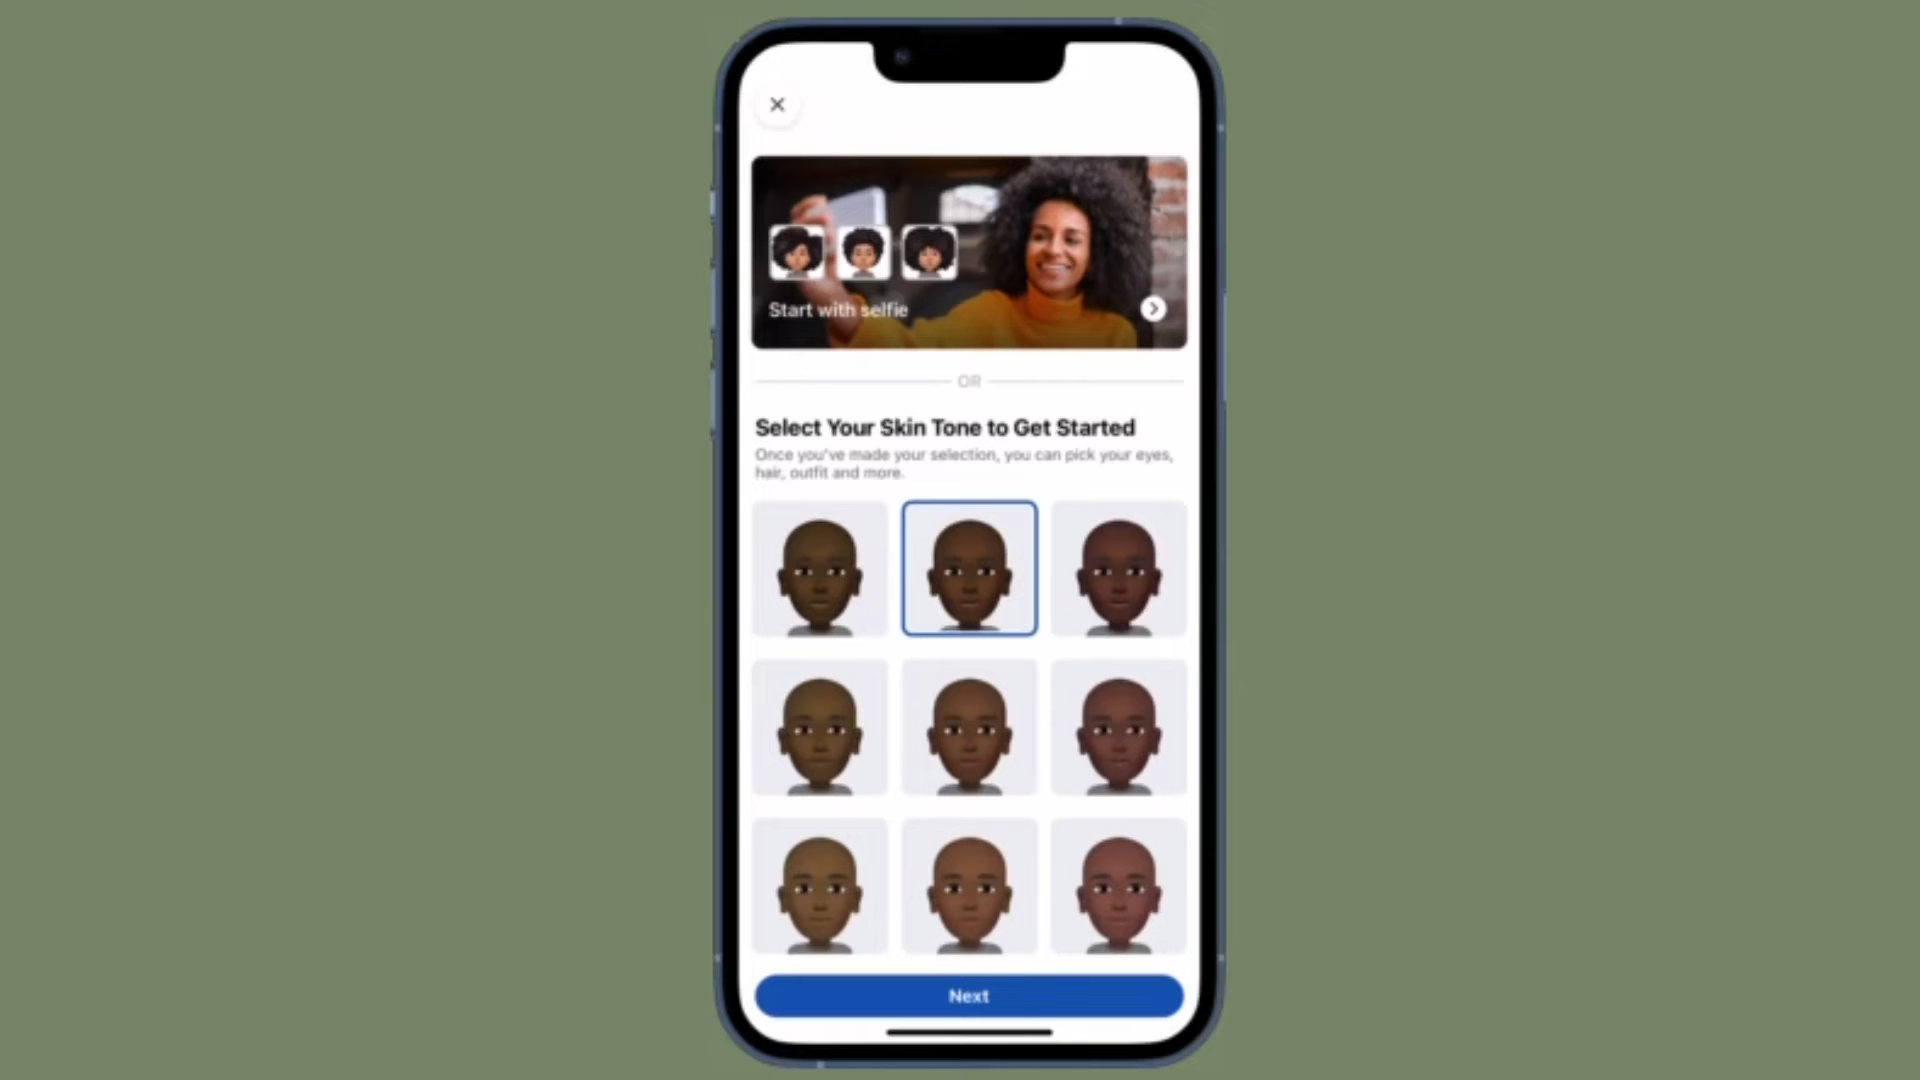 Start with selfie
OR
Select Your Skin Tone to Get Started
Once you've made your selection, you can pick your eyes,
hair, outfit and more.
Next